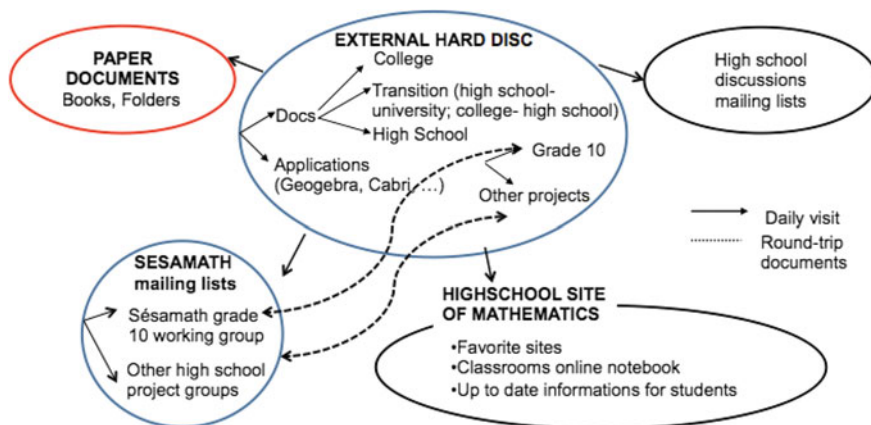 PAPER
DOCUMENTS
Books, Folders
EXTERNAL HARD DISC
College
Transition (high school-
university; college- high school)
Docs
High School
Applications
(Geogebra, Cabri, …)
Grade 10
Other projects
High school
discussions
mailing lists
Daily visit
Round-trip
documents
SESAMATH
mailing lists
Sésamath grade
10 working group
Other high school
project groups
HIGHSCHOOL SITE
OF MATHEMATICS
•Favorite sites
•Classrooms online notebook
•Up to date informations for students